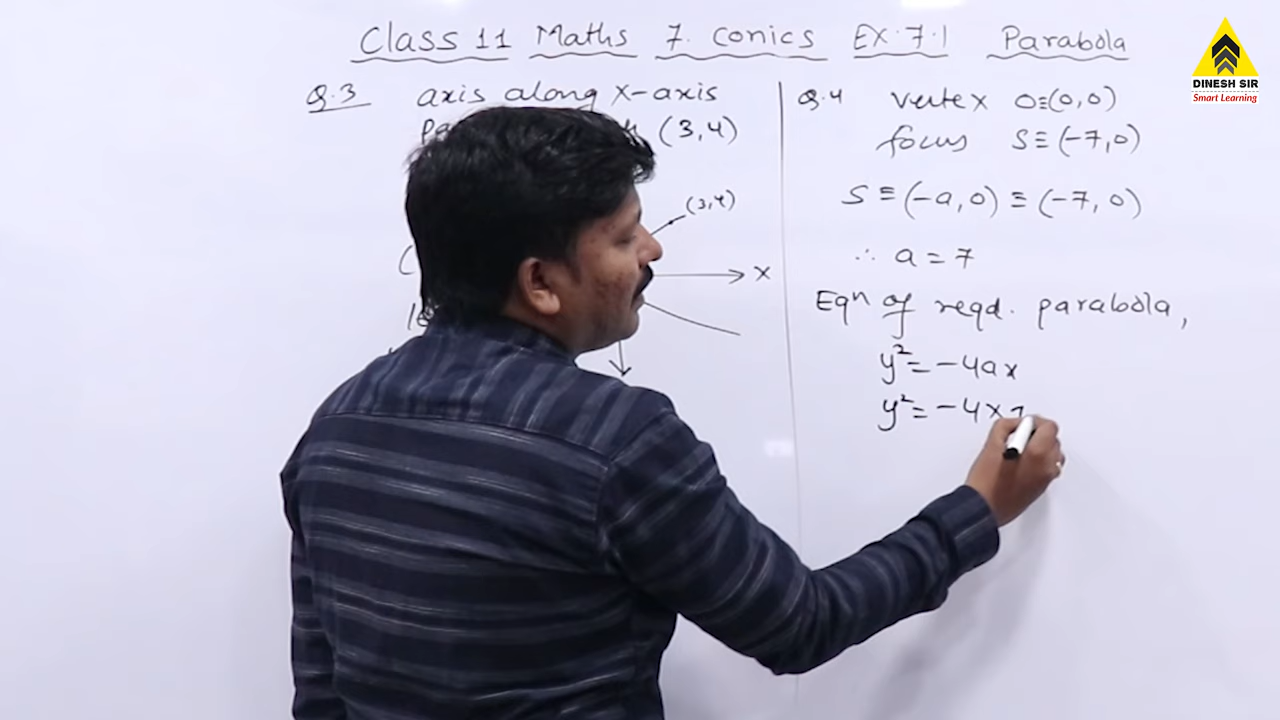 Class 11 Maths 7. Conics EX. 7.1 Parabola
DINESH SIR
Smart Learning
Q.3 axis along X-axis
(3,4)
(3,4)
X
Q.4 vertex O≡(0,0)
focus S≡(-7,0)
S≡(-a,0)≡(-7,0)
∴ a=7
Eqn of reqd. parabola,
y²=-4ax
y²=-4×7